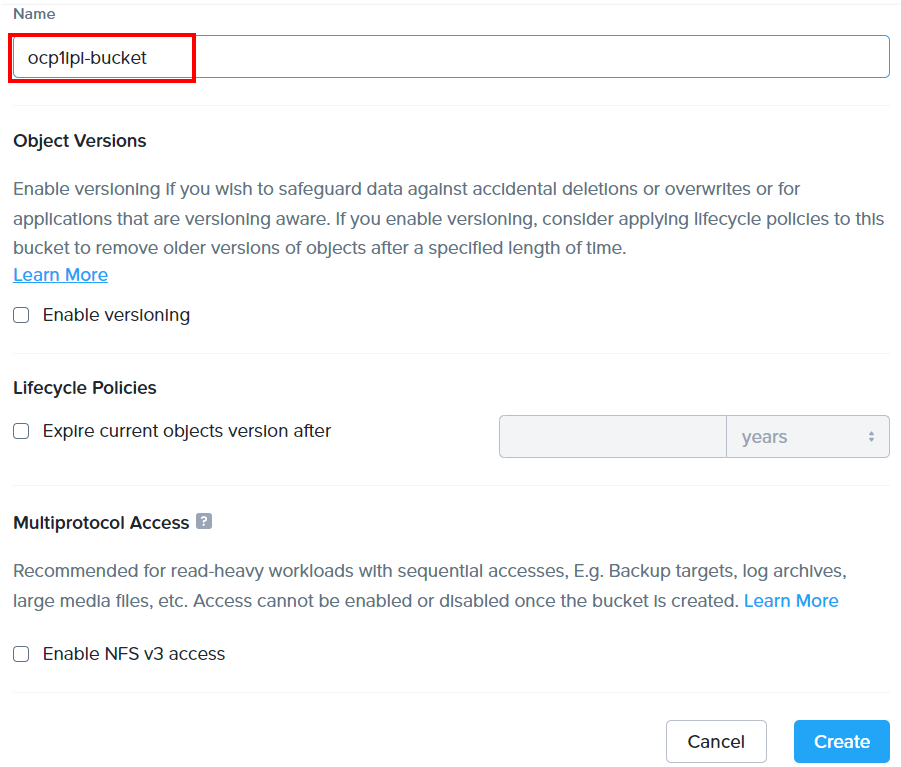 Name
ocp1lpl-bucket
Object Versions
Enable versioning if you wish to safeguard data against accidental deletions or overwrites or for
applications that are versioning aware. If you enable versioning, consider applying lifecycle policies to this
bucket to remove older versions of objects after a specified length of time.
Learn More
Enable versioning
Lifecycle Policies
Expire current objects version after
years
Multiprotocol Access ?
Recommended for read-heavy workloads with sequential accesses, E.g. Backup targets, log archives,
large media files, etc. Access cannot be enabled or disabled once the bucket is created. Learn More
Enable NFS v3 access
Cancel Create